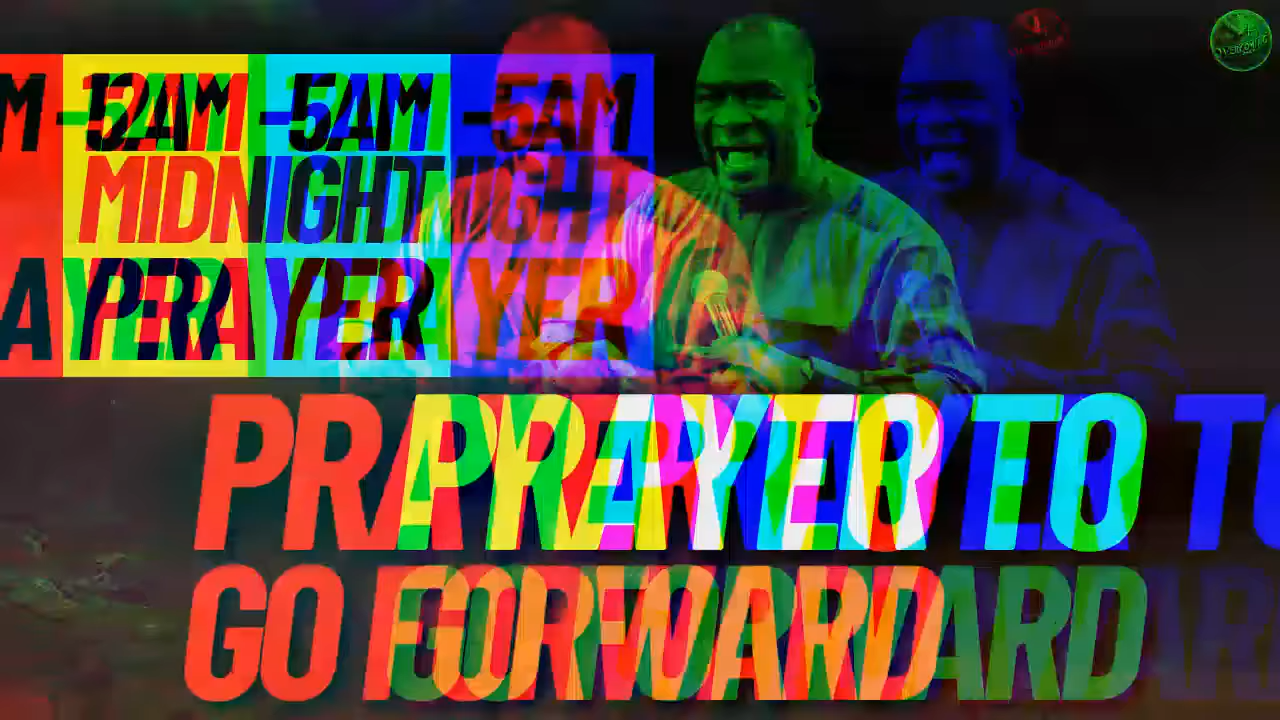 12AM –5AM
MIDNIGHT
PRAYER
PRAYER TO
GO FORWARD